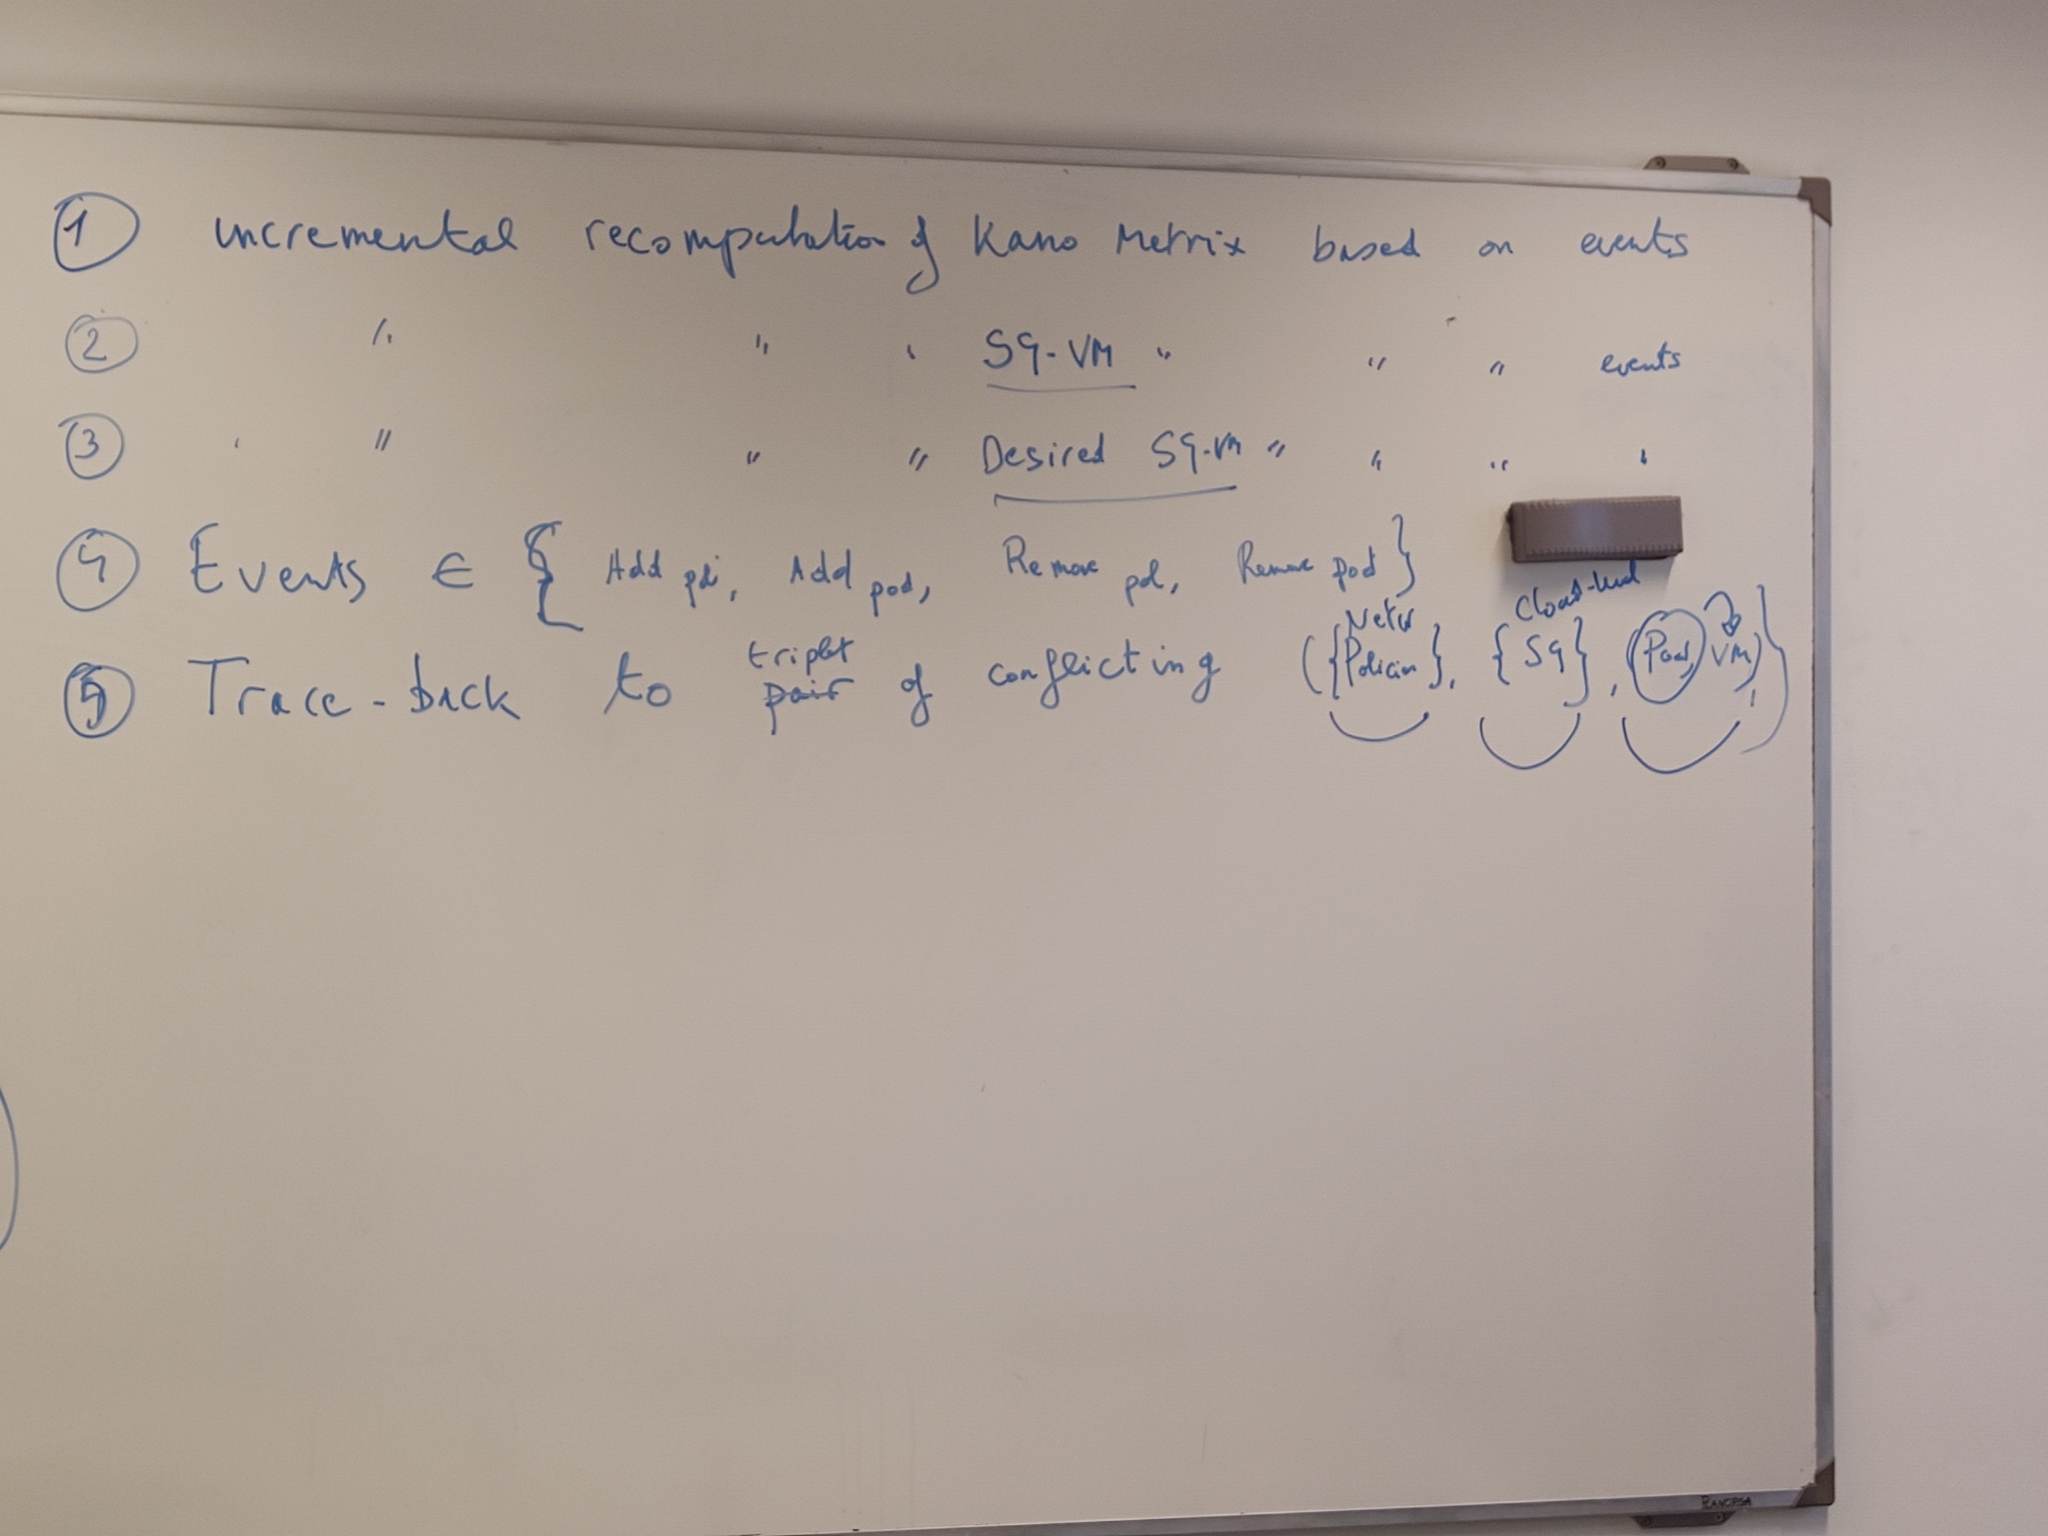 ① incremental recomputation of Kano Metrix based on events
② " " " SG-VM " " " events
③ " " " Desired SG-VM " " " "
④ Events ∈ { Add pol, Add pod, Remove pol, Remove pod }
Cloud-level
⑤ Trace-back to pair triplet of conflicting ({Policies}, {SG}, (Pod, VM)}
PLANORGA